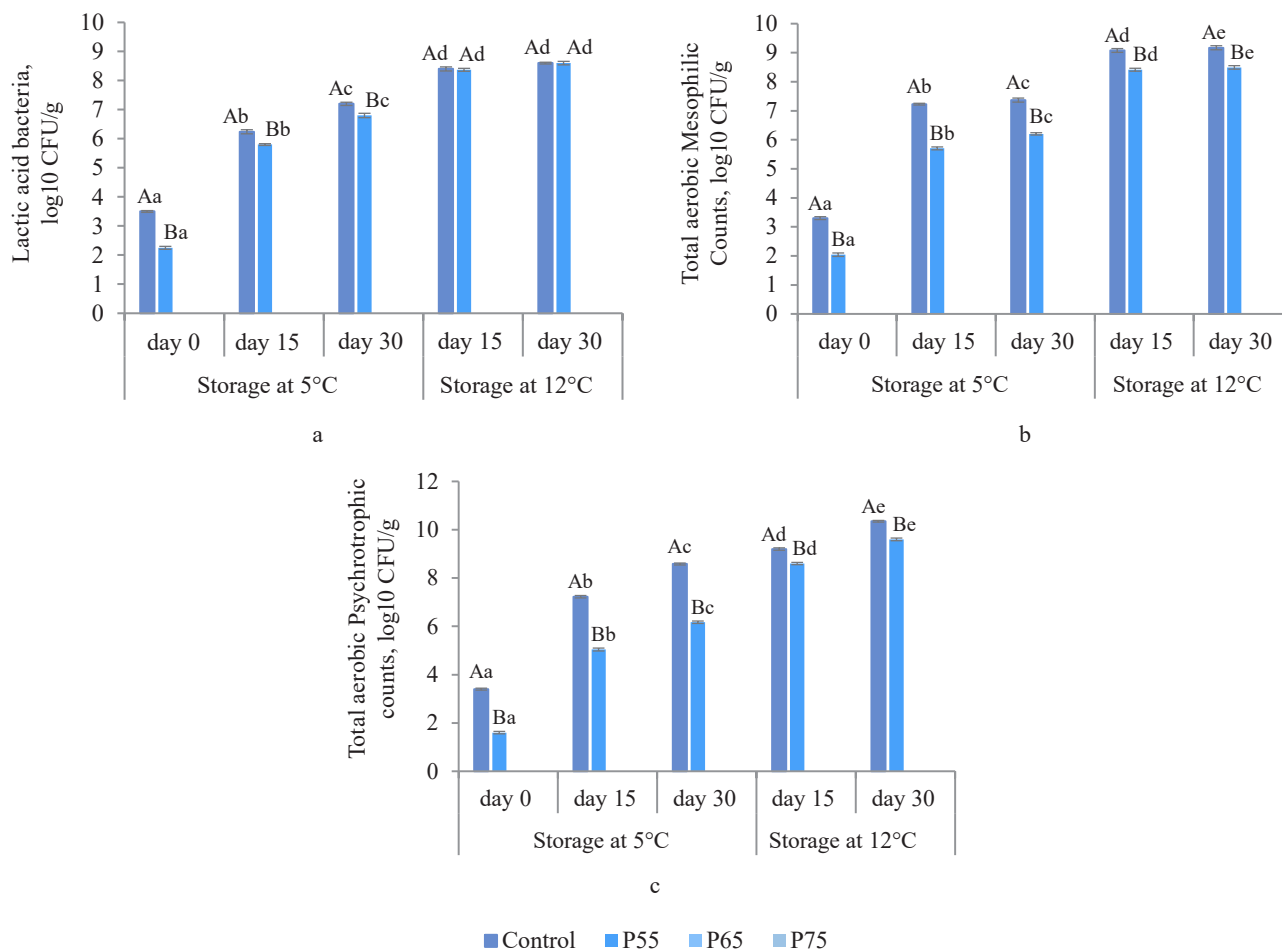 Lactic acid bacteria,
log10 CFU/g
10
9
8
7
6
5
4
3
2
1
0
Aa
Ba
Ab
Bb
Ac
Bc
Ad Ad
Ad Ad
day 0 day 15 day 30 day 15 day 30
Storage at 5°C Storage at 12°C
a
Total aerobic Mesophilic
Counts, log10 CFU/g
10
9
8
7
6
5
4
3
2
1
0
Aa
Ba
Ab
Bb
Ac
Bc
Ad
Bd
Ae
Be
day 0 day 15 day 30 day 15 day 30
Storage at 5°C Storage at 12°C
b
Total aerobic Psychrotrophic
counts, log10 CFU/g
12
10
8
6
4
2
0
Aa
Ba
Ab
Bb
Ac
Bc
Ad
Bd
Ae
Be
day 0 day 15 day 30 day 15 day 30
Storage at 5°C Storage at 12°C
c
Control P55 P65 P75